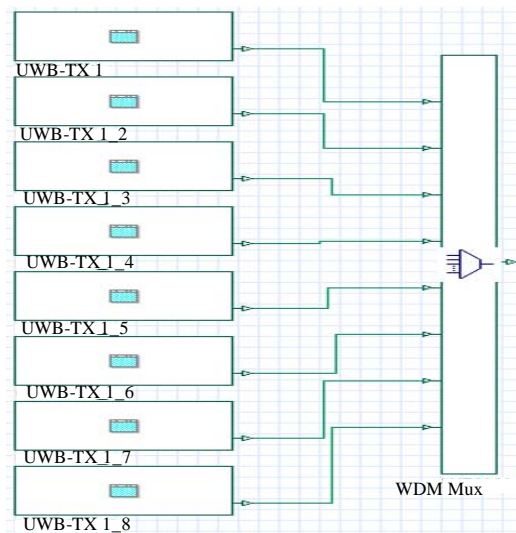 UWB-TX 1
UWB-TX 1_2
UWB-TX 1_3
UWB-TX 1_4
UWB-TX 1_5
UWB-TX 1_6
UWB-TX 1_7
WDM Mux
UWB-TX 1_8